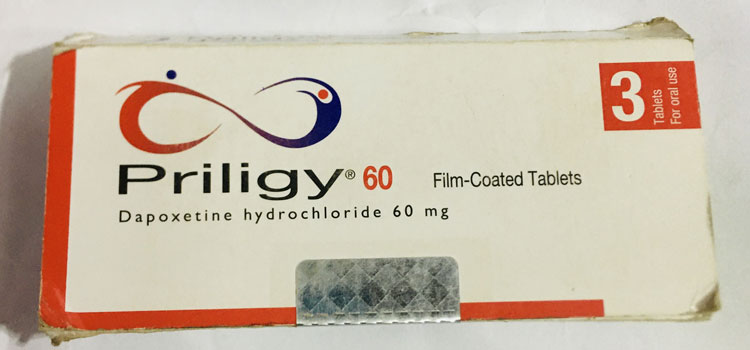 Priligy® 60
Film-Coated Tablets
Dapoxetine hydrochloride 60 mg
3
Tablets
For oral use